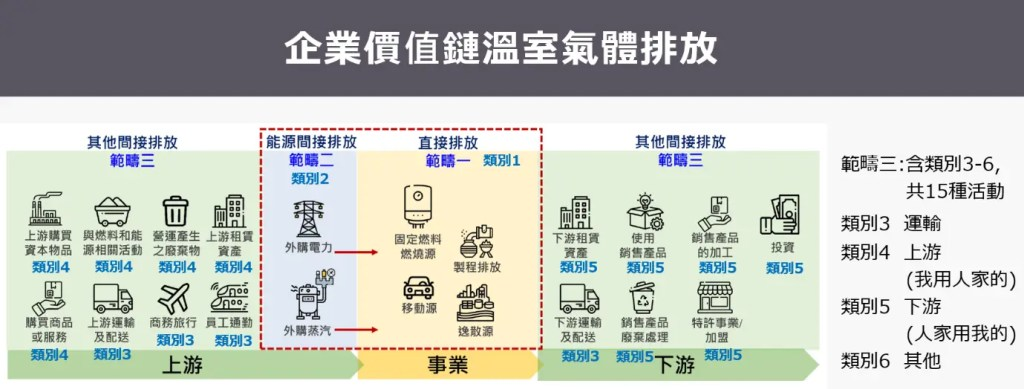 企業價值鏈溫室氣體排放
其他間接排放
範疇三
能源間接排放
範疇二
類別2
直接排放
範疇一 類別1
其他間接排放
範疇三
上游購買
資本物品
類別4
與燃料和能
源相關活動
類別4
營運產生
之廢棄物
類別4
上游租賃
資產
類別4
購買商品
或服務
類別4
上游運輸
及配送
類別3
商務旅行
類別3
員工通勤
類別3
外購電力
外購蒸汽
固定燃料
燃燒源
製程排放
移動源
逸散源
下游租賃
資產
類別5
使用
銷售產品
類別5
銷售產品
的加工
類別5
投資
類別5
下游運輸
及配送
類別3
銷售產品
廢棄處理
類別5
特許事業/
加盟
類別5
上游
事業
下游
範疇三:含類別3-6,
共15種活動
類別3 運輸
類別4 上游
(我用人家的)
類別5 下游
(人家用我的)
類別6 其他